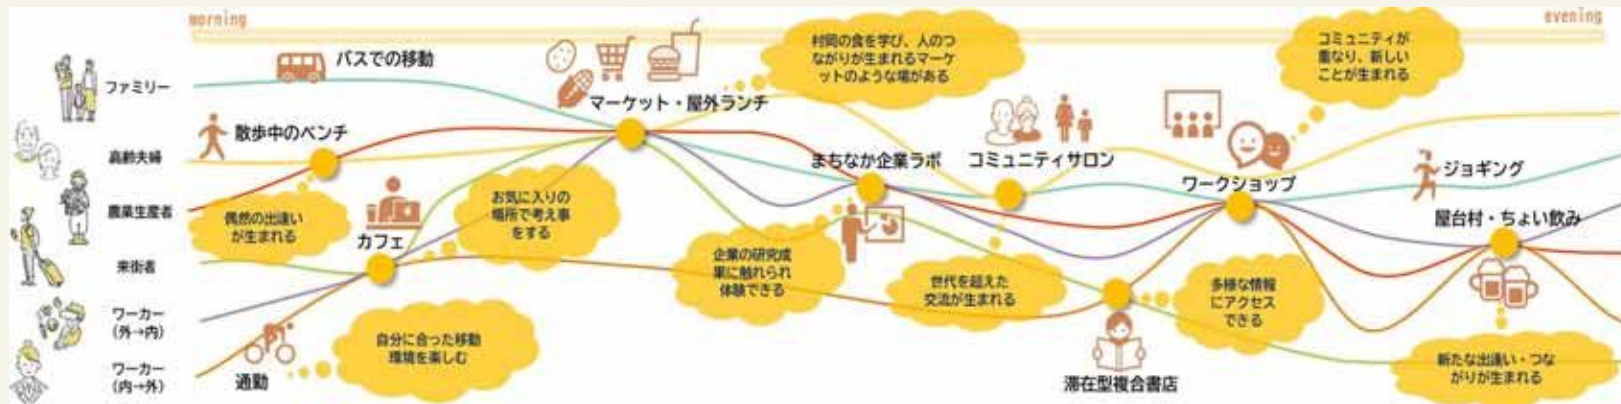 morning
evening
ファミリー
高齢夫婦
農業生産者
来街者
ワーカー
(外→内)
ワーカー
(内→外)
バスでの移動
散歩中のベンチ
偶然の出逢い
が生まれる
カフェ
お気に入りの
場所で考え事
をする
通勤
自分に合った移動
環境を楽しむ
マーケット・屋外ランチ
村岡の食を学び、人のつ
ながりが生まれるマーケ
ットのような場がある
まちなか企業ラボ
企業の研究成
果に触れられ
体験できる
コミュニティサロン
世代を超えた
交流が生まれる
滞在型複合書店
多様な情報
にアクセス
できる
ワークショップ
コミュニティが
重なり、新しい
ことが生まれる
ジョギング
屋台村・ちょい飲み
新たな出逢い・つな
がりが生まれる